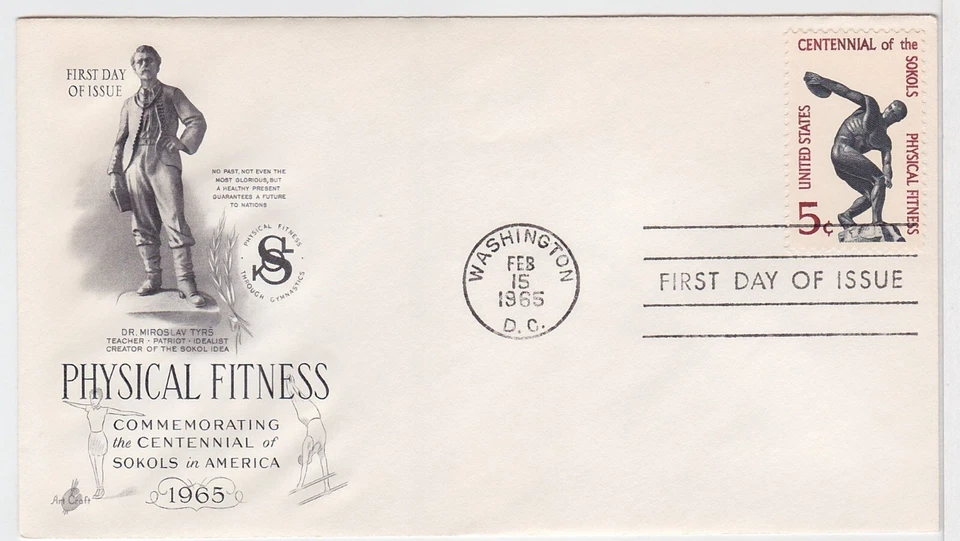 FIRST DAY
OF ISSUE
NO PAST, NOT EVEN THE
MOST GLORIOUS, BUT
A HEALTHY PRESENT
GUARANTEES A FUTURE
TO NATIONS
PHYSICAL FITNESS
THROUGH GYMNASTICS
DR. MIROSLAV TYRŠ
TEACHER · PATRIOT · IDEALIST
CREATOR OF THE SOKOL IDEA
PHYSICAL FITNESS
COMMEMORATING
the CENTENNIAL of
SOKOLS in AMERICA
1965
Art Craft
WASHINGTON
FEB
15
1965
D. C.
CENTENNIAL of the
SOKOLS
PHYSICAL FITNESS
UNITED STATES
5¢
FIRST DAY OF ISSUE